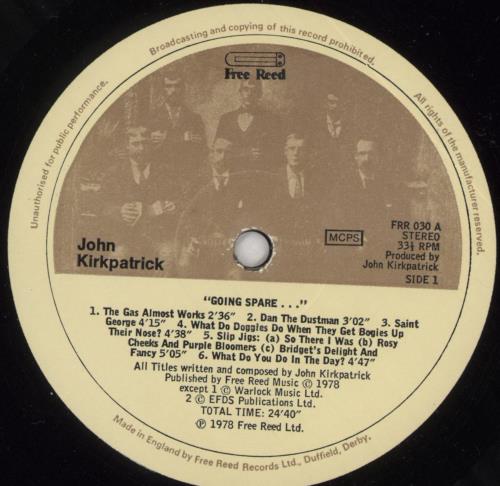 Broadcasting and copying of this record prohibited.
Unauthorised for public performance.
All rights of the manufacturer reserved.
Free Reed
John
Kirkpatrick
MCPS
FRR 030 A
STEREO
33⅓ RPM
Produced by
John Kirkpatrick
SIDE 1
"GOING SPARE..."
1. The Gas Almost Works 2'36" 2. Dan The Dustman 3'02" 3. Saint
George 4'15" 4. What Do Doggies Do When They Get Bogies Up
Their Nose? 4'38" 5. Slip Jigs: (a) So There I Was (b) Rosy
Cheeks And Purple Bloomers (c) Bridget's Delight And
Fancy 5'05" 6. What Do You Do In The Day? 4'47"
All Titles written and composed by John Kirkpatrick
Published by Free Reed Music © 1978
except 1 © Warlock Music Ltd.
2 © EFDS Publications Ltd.
TOTAL TIME: 24'40"
℗ 1978 Free Reed Ltd.
Made in England by Free Reed Records Ltd., Duffield, Derby.